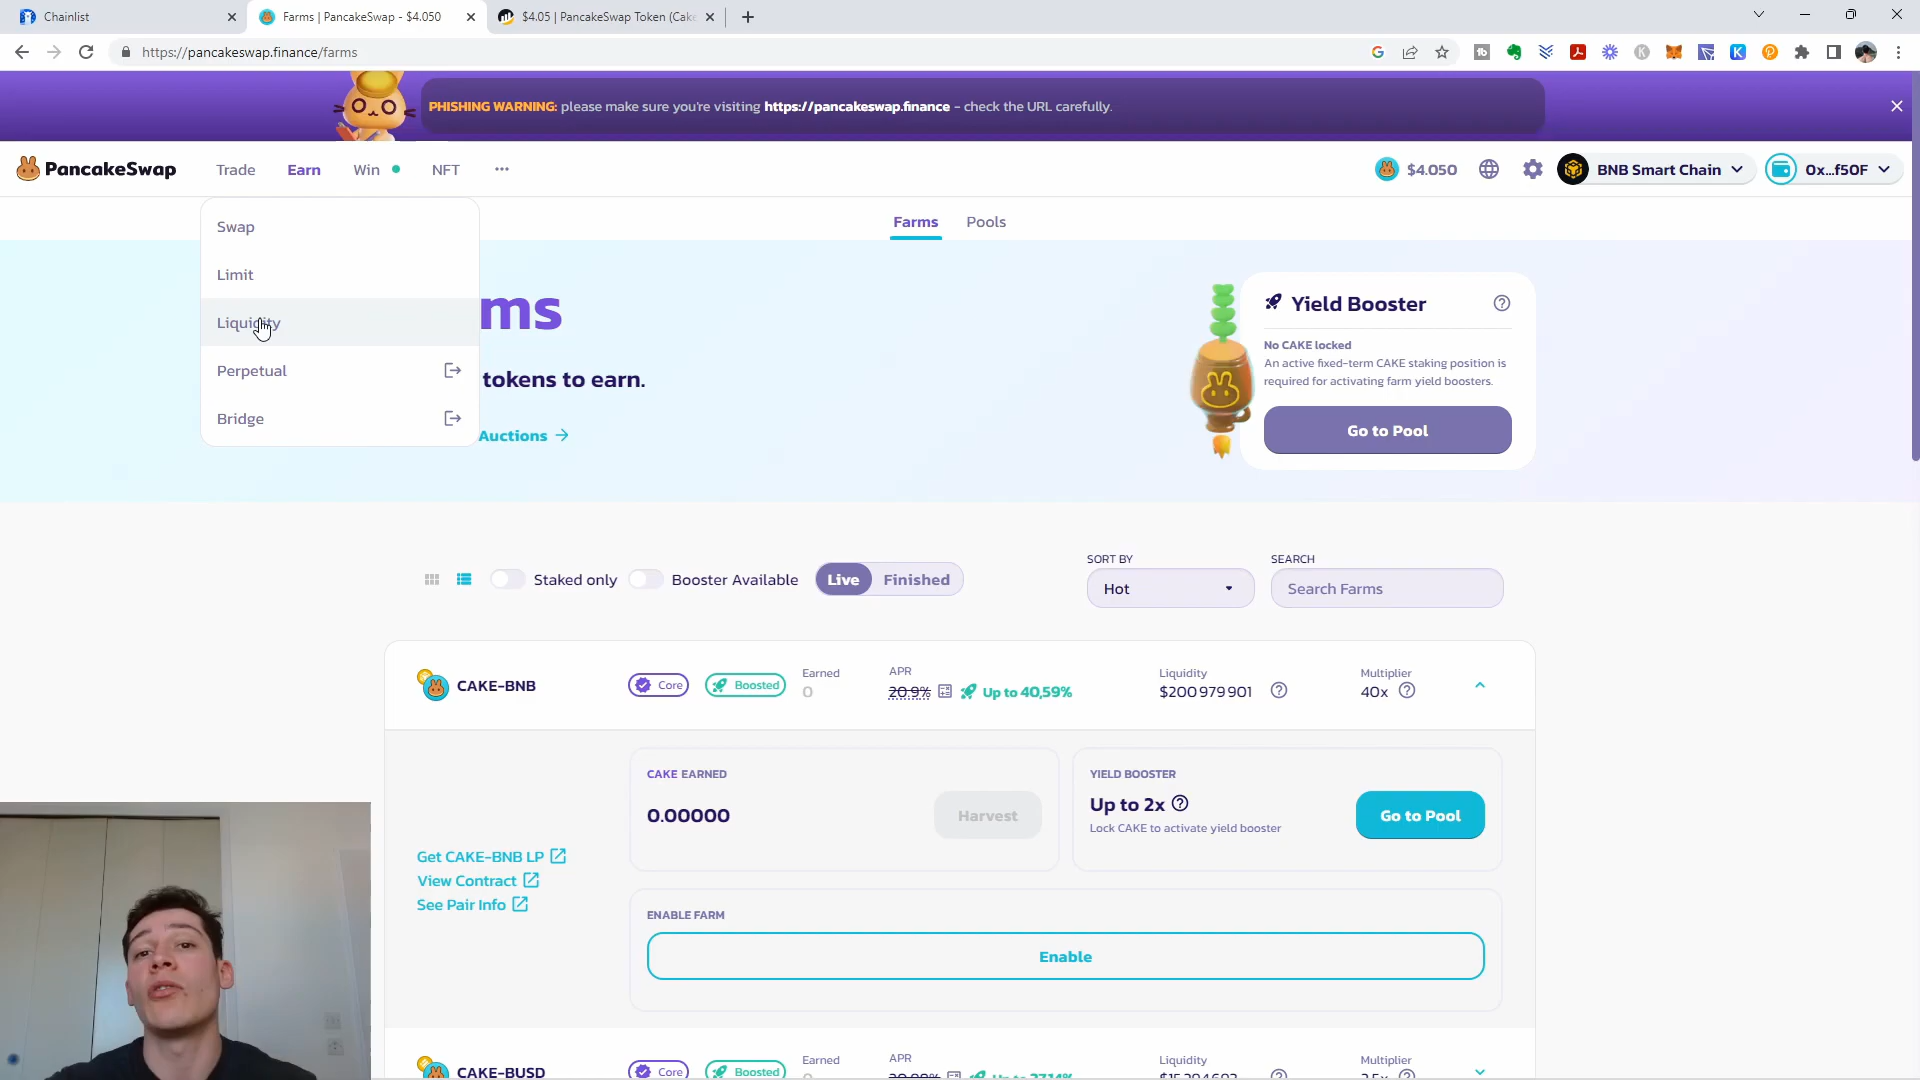 Chainlist
Farms | PancakeSwap - $4.050
$4.05 | PancakeSwap Token (Cake
https://pancakeswap.finance/farms
PHISHING WARNING: please make sure you're visiting https://pancakeswap.finance - check the URL carefully.
PancakeSwap
Trade
Earn
Win
NFT
$4.050
BNB Smart Chain
0x...f50F
Swap
Limit
Liquidity
Perpetual
Bridge
Farms
Pools
ms
tokens to earn.
Auctions
Yield Booster
No CAKE locked
An active fixed-term CAKE staking position is
required for activating farm yield boosters.
Go to Pool
Staked only
Booster Available
Live
Finished
SORT BY
Hot
SEARCH
Search Farms
CAKE-BNB
Core
Boosted
Earned
0
APR
20.9%
Up to 40,59%
Liquidity
$200 979 901
Multiplier
40x
CAKE EARNED
0.00000
Harvest
YIELD BOOSTER
Up to 2x
Lock CAKE to activate yield booster
Go to Pool
Get CAKE-BNB LP
View Contract
See Pair Info
ENABLE FARM
Enable
CAKE-BUSD
Core
Boosted
Earned
APR
Liquidity
Multiplier